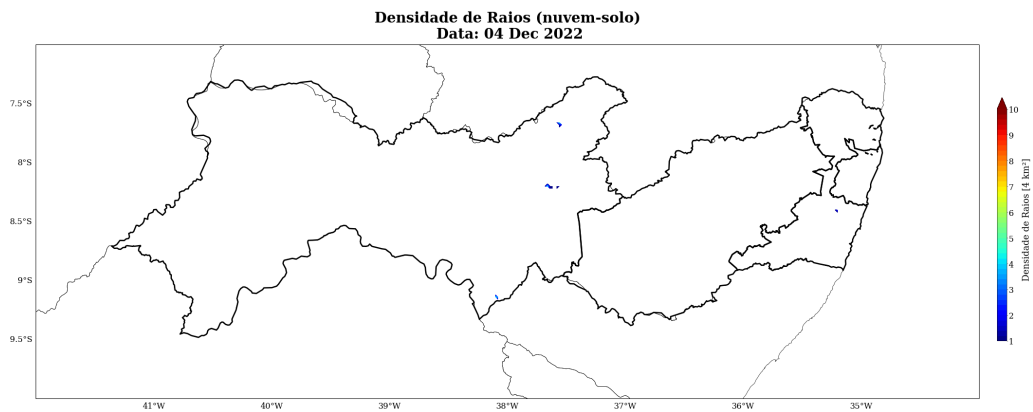 Densidade de Raios (nuvem-solo)
Data: 04 Dec 2022
7.5°S
8°S
8.5°S
9°S
9.5°S
41°W
40°W
39°W
38°W
37°W
36°W
35°W
10
9
8
7
6
5
4
3
2
1
Densidade de Raios [4 km²]